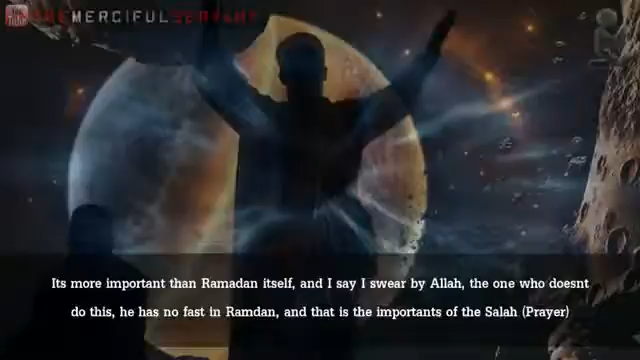 THEMERCIFULSERVANT
Its more important than Ramadan itself, and I say I swear by Allah, the one who doesnt
do this, he has no fast in Ramdan, and that is the importants of the Salah (Prayer)